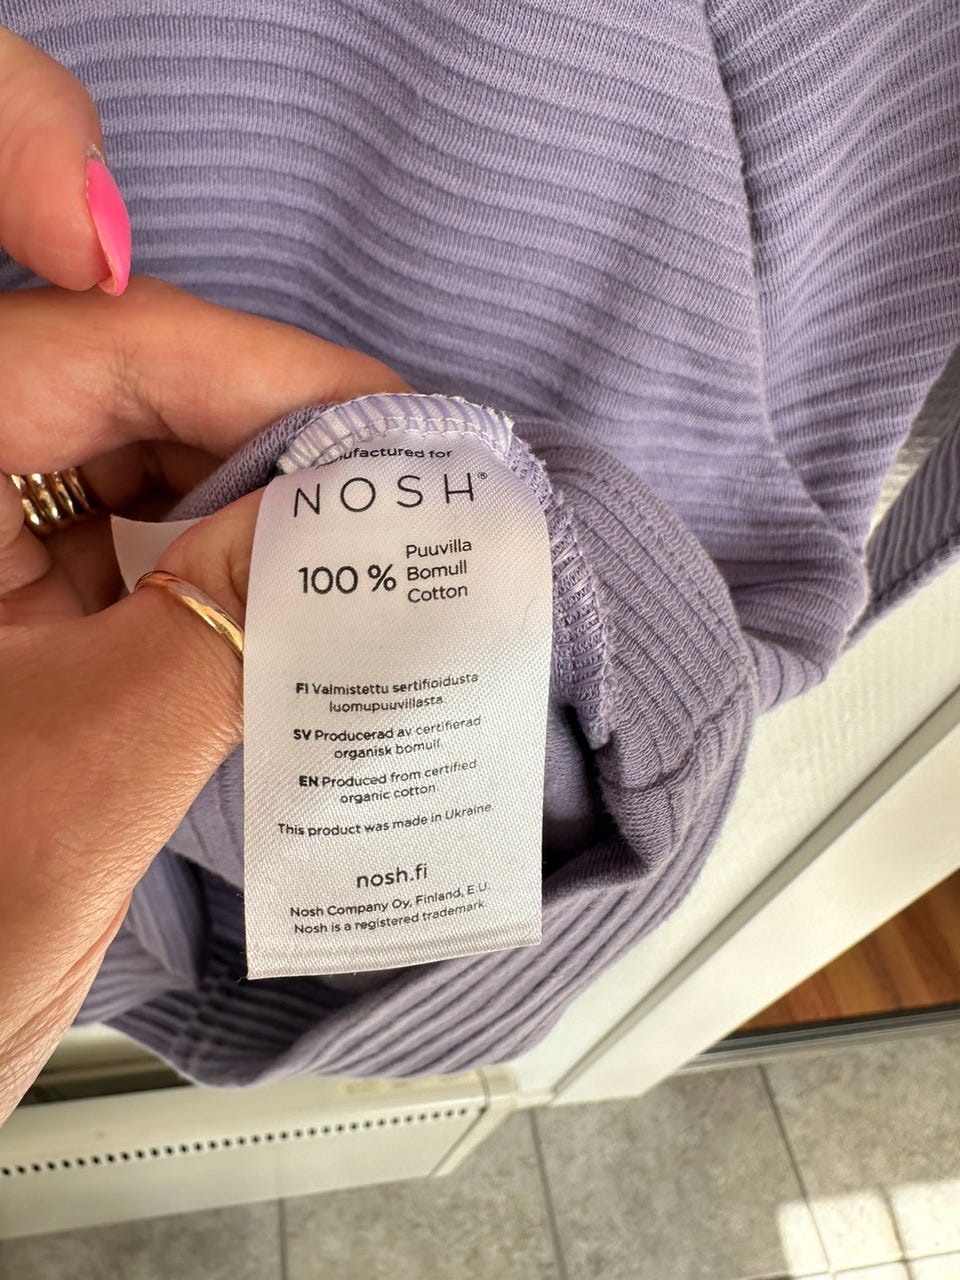 for
NOSH®
100 % Puuvilla
Bomull
Cotton
FI Valmistettu sertifioidusta
luomupuuvillasta.
SV Producerad av certifierad
organisk bomull.
EN Produced from certified
organic cotton
This product was made in Ukraine
nosh.fi
Nosh Company Oy, Finland, E.U.
Nosh is a registered trademark.